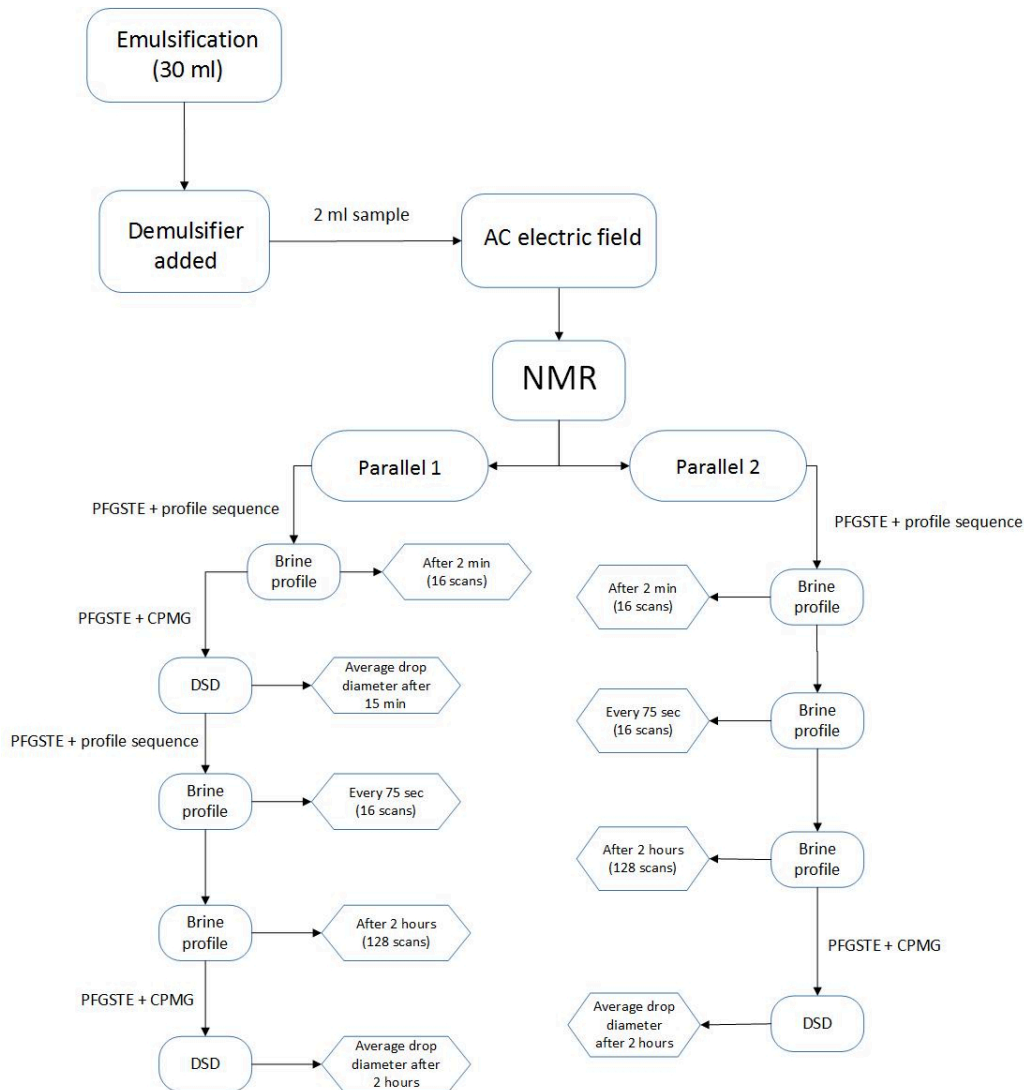 Emulsification
(30 ml)
Demulsifier
added
2 ml sample
AC electric field
NMR
Parallel 1
Parallel 2
PFGSTE + profile sequence
Brine
profile
After 2 min
(16 scans)
PFGSTE + CPMG
DSD
Average drop
diameter after
15 min
PFGSTE + profile sequence
Brine
profile
Every 75 sec
(16 scans)
Brine
profile
After 2 hours
(128 scans)
PFGSTE + CPMG
DSD
Average drop
diameter after
2 hours
PFGSTE + profile sequence
After 2 min
(16 scans)
Brine
profile
Every 75 sec
(16 scans)
Brine
profile
After 2 hours
(128 scans)
Brine
profile
PFGSTE + CPMG
Average drop
diameter
after 2 hours
DSD